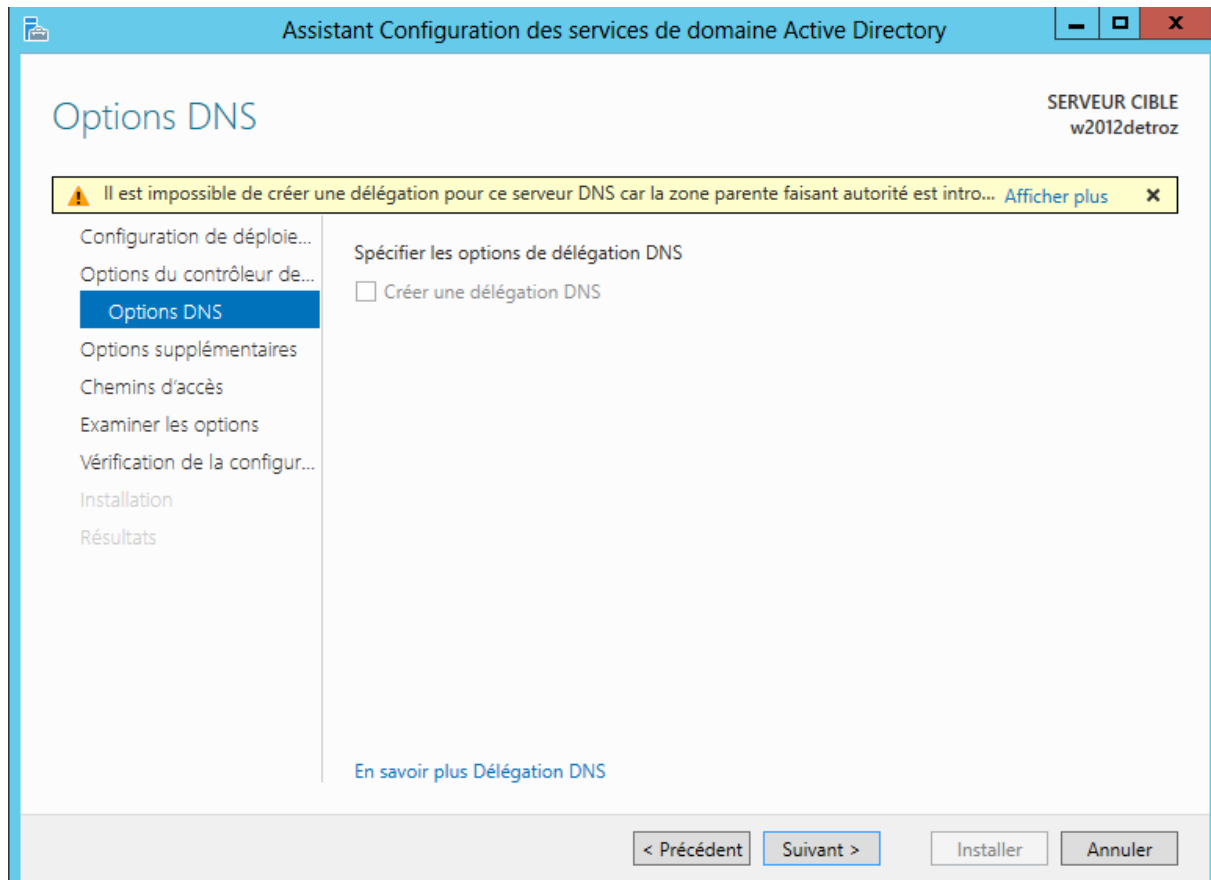 Assistant Configuration des services de domaine Active Directory
Options DNS
SERVEUR CIBLE
w2012detroz
Il est impossible de créer une délégation pour ce serveur DNS car la zone parente faisant autorité est intro... Afficher plus
Configuration de déploie...
Options du contrôleur de...
Options DNS
Options supplémentaires
Chemins d'accès
Examiner les options
Vérification de la configur...
Installation
Résultats
Spécifier les options de délégation DNS
Créer une délégation DNS
En savoir plus Délégation DNS
< Précédent
Suivant >
Installer
Annuler